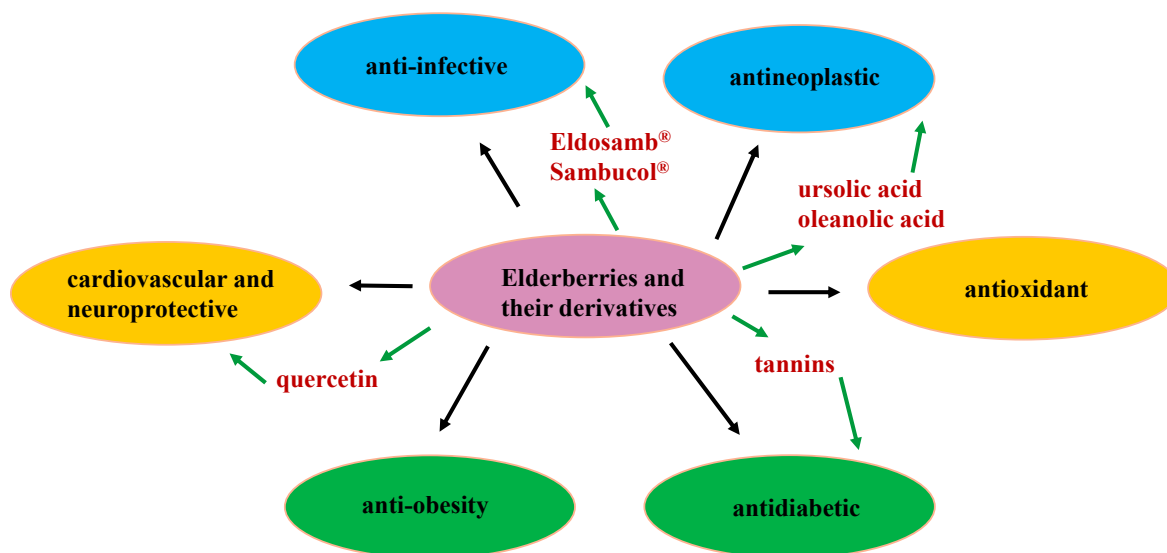 anti-infective
antineoplastic
Eldosamb®
Sambucol®
ursolic acid
oleanolic acid
cardiovascular and
neuroprotective
Elderberries and
their derivatives
antioxidant
quercetin
tannins
anti-obesity
antidiabetic